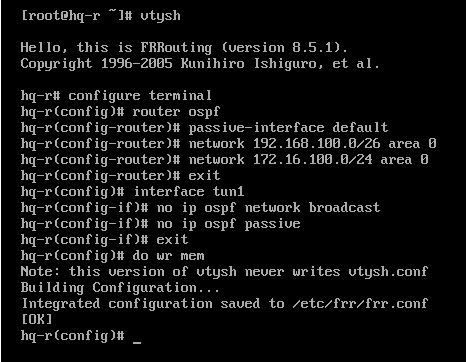 [root@hq-r ~]# vtysh
Hello, this is FRRouting (version 8.5.1).
Copyright 1996-2005 Kunihiro Ishiguro, et al.
hq-r# configure terminal
hq-r(config)# router ospf
hq-r(config-router)# passive-interface default
hq-r(config-router)# network 192.168.100.0/26 area 0
hq-r(config-router)# network 172.16.100.0/24 area 0
hq-r(config-router)# exit
hq-r(config)# interface tun1
hq-r(config-if)# no ip ospf network broadcast
hq-r(config-if)# no ip ospf passive
hq-r(config-if)# exit
hq-r(config)# do wr mem
Note: this version of vtysh never writes vtysh.conf
Building Configuration...
Integrated configuration saved to /etc/frr/frr.conf
[OK]
hq-r(config)# _